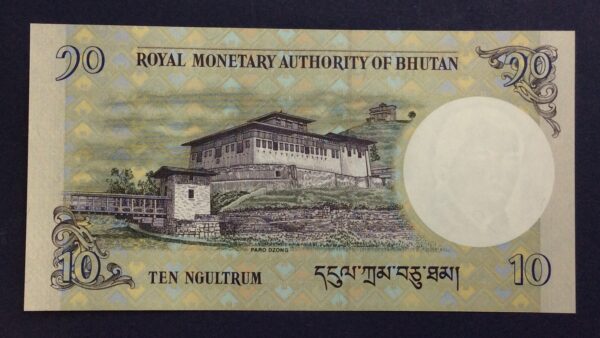 ༡༠ ROYAL MONETARY AUTHORITY OF BHUTAN ༡༠
PARO DZONG
10 TEN NGULTRUM དངུལ་ཀྲམ་བཅུ་ཐམ། 10